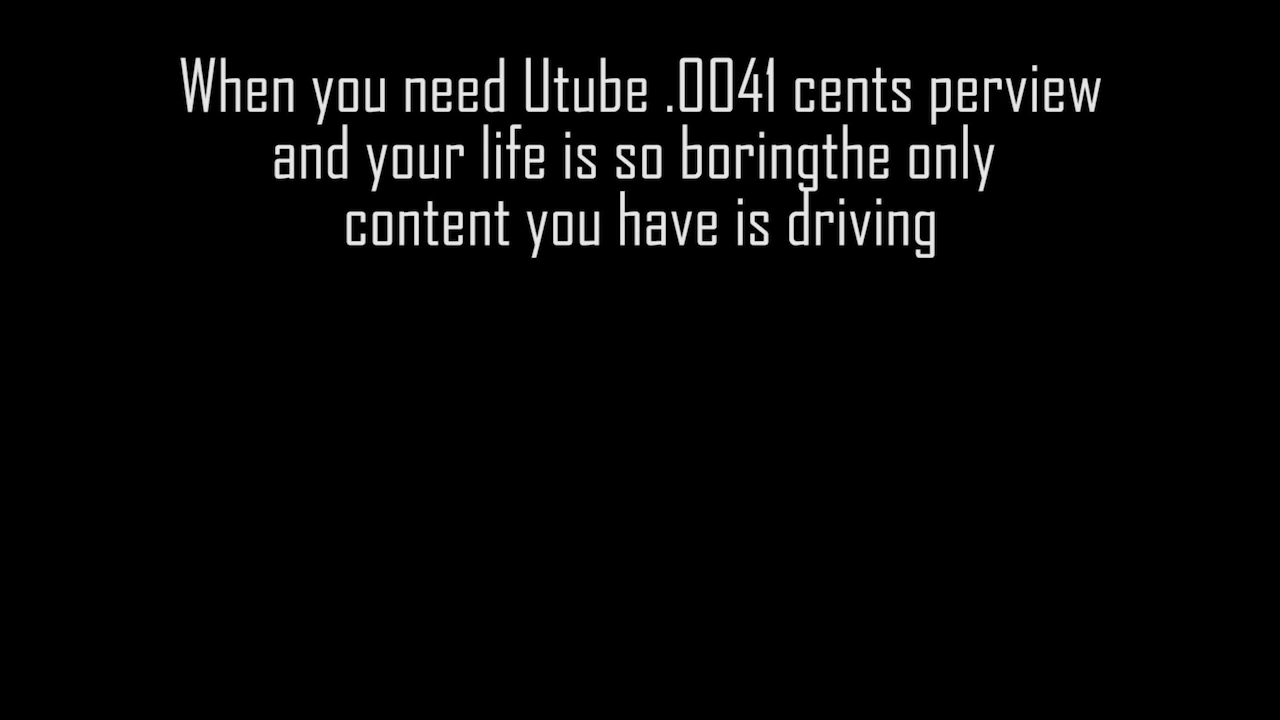 When you need Utube .0041 cents perview
and your life is so boringthe only
content you have is driving